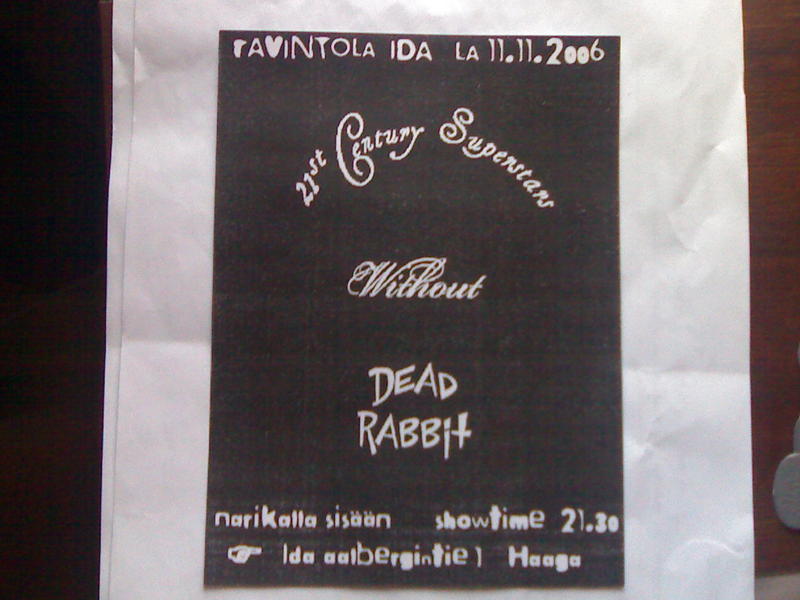 rAVINTOLA IDA LA 11.11.2006
21st Century Superstars
Without
DEAD
RABBiT
narikalla sisään showtime 21.30
☞ Ida aalbergintie 1 Haaga